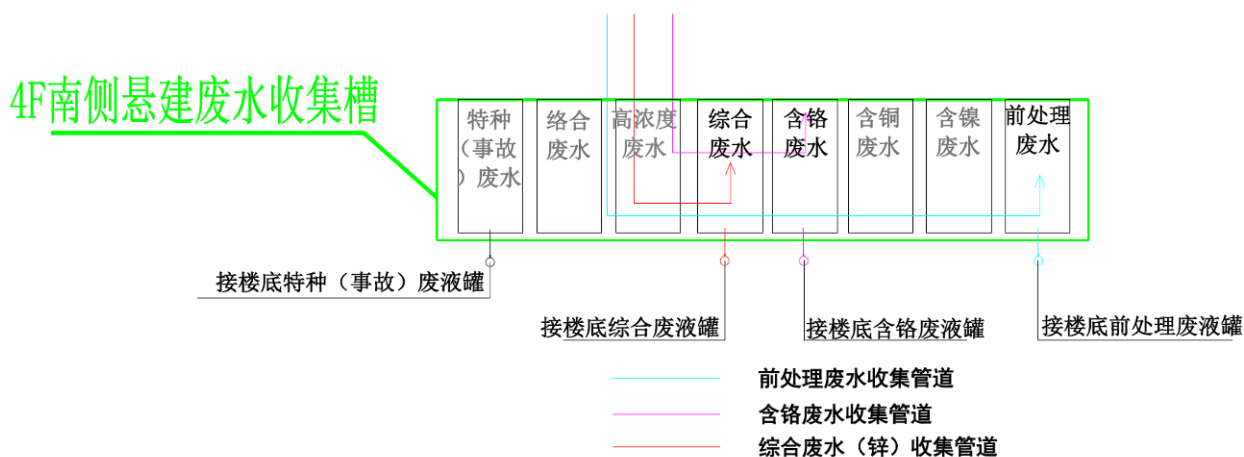 4F南侧悬建废水收集槽
特种
（事故
）废水
络合
废水
高浓度
废水
综合
废水
含铬
废水
含铜
废水
含镍
废水
前处理
废水
接楼底特种（事故）废液罐
接楼底综合废液罐
接楼底含铬废液罐
接楼底前处理废液罐
前处理废水收集管道
含铬废水收集管道
综合废水（锌）收集管道